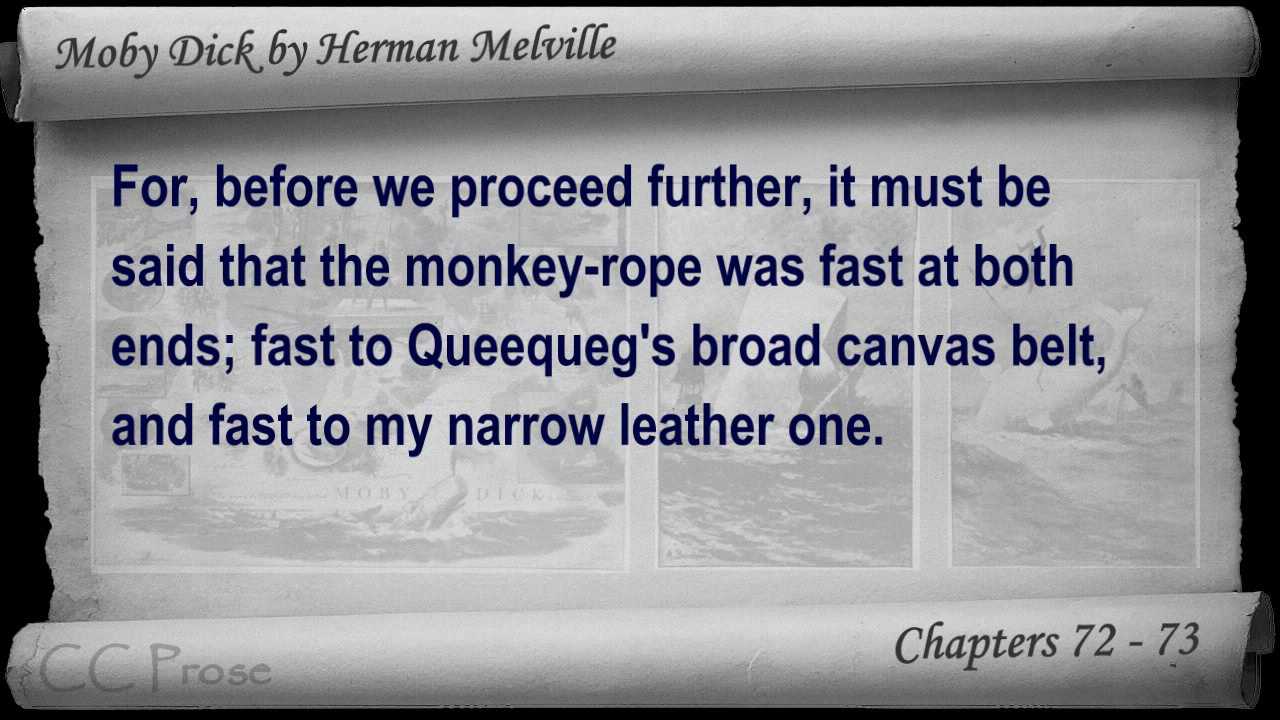 Moby Dick by Herman Melville
For, before we proceed further, it must be
said that the monkey-rope was fast at both
ends; fast to Queequeg's broad canvas belt,
and fast to my narrow leather one.
MOBY DICK
Chapters 72 - 73
CC Prose